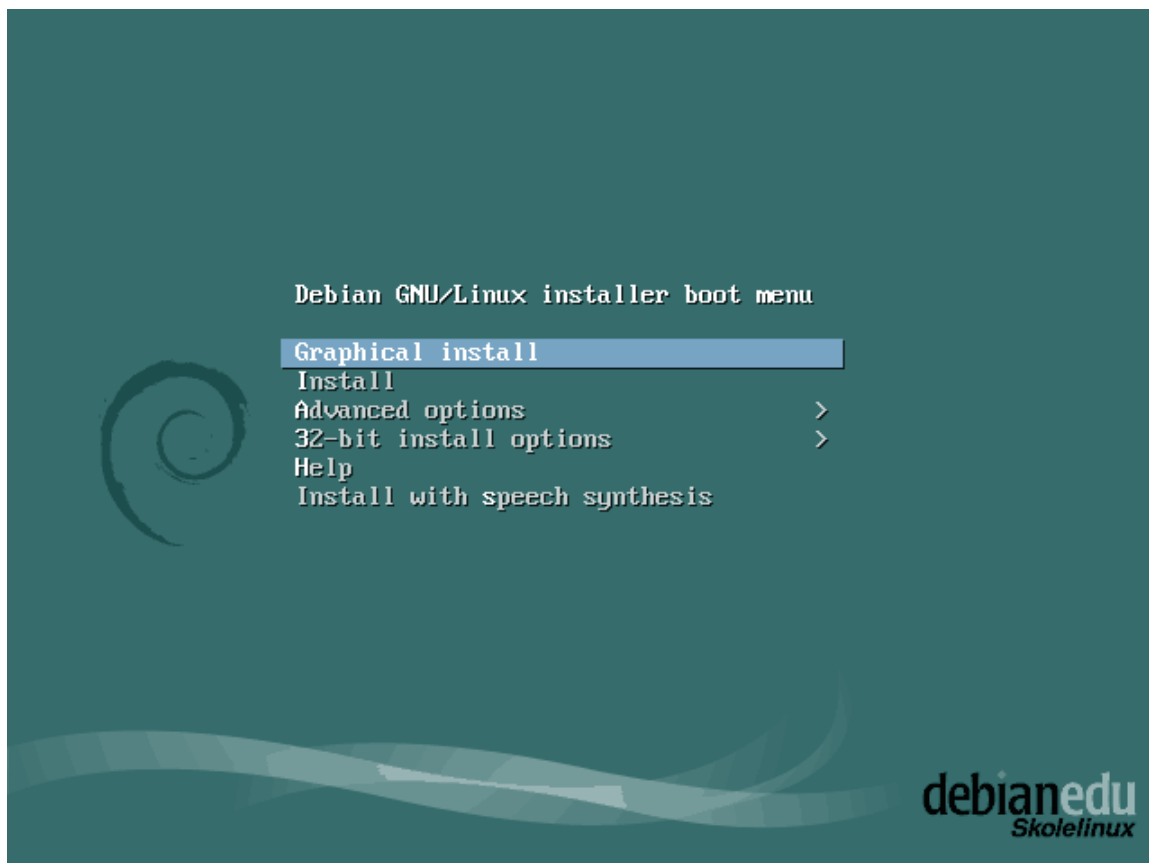 Debian GNU/Linux installer boot menu
Graphical install
Install
Advanced options >
32-bit install options >
Help
Install with speech synthesis
debianedu
Skolelinux